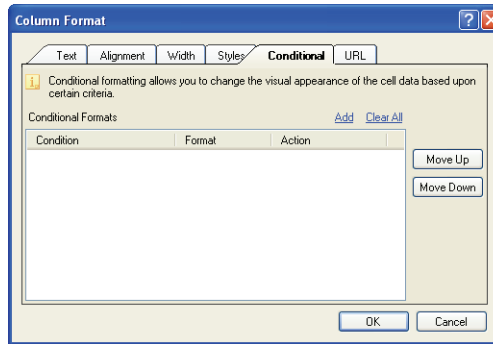 Column Format
Text Alignment Width Styles Conditional URL
Conditional formatting allows you to change the visual appearance of the cell data based upon
certain criteria.
Conditional Formats Add Clear All
Condition Format Action
Move Up
Move Down
OK Cancel